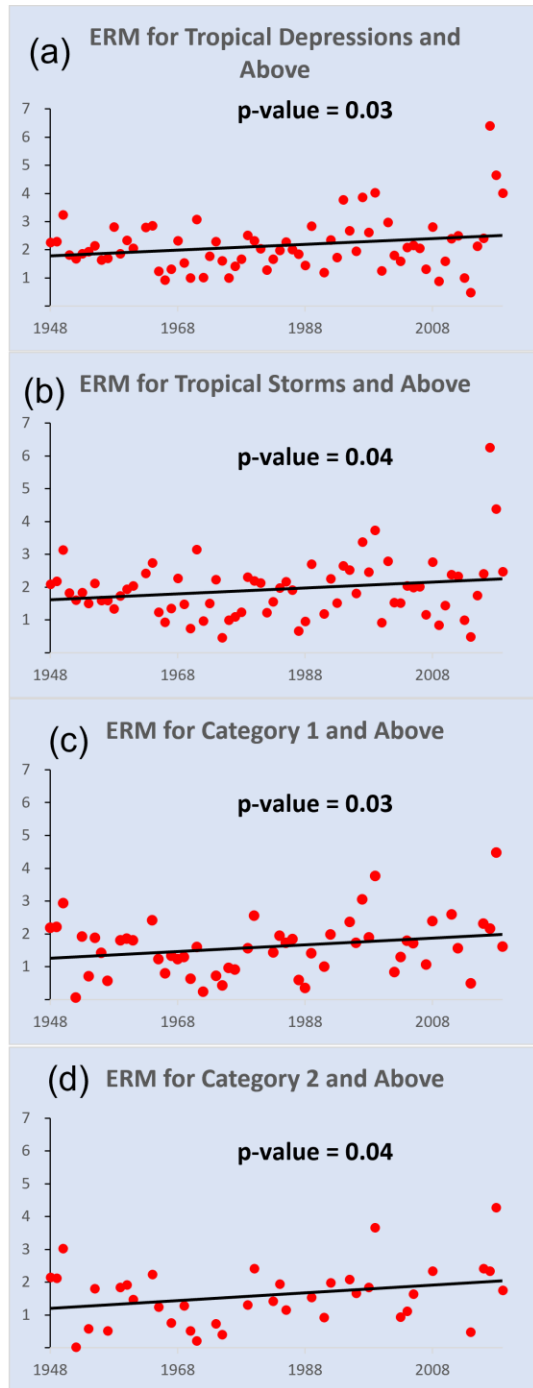 (a)
ERM for Tropical Depressions and
Above
p-value = 0.03
7
6
5
4
3
2
1
1948 1968 1988 2008
(b)
ERM for Tropical Storms and Above
p-value = 0.04
7
6
5
4
3
2
1
1948 1968 1988 2008
(c)
ERM for Category 1 and Above
p-value = 0.03
7
6
5
4
3
2
1
1948 1968 1988 2008
(d)
ERM for Category 2 and Above
p-value = 0.04
7
6
5
4
3
2
1
1948 1968 1988 2008